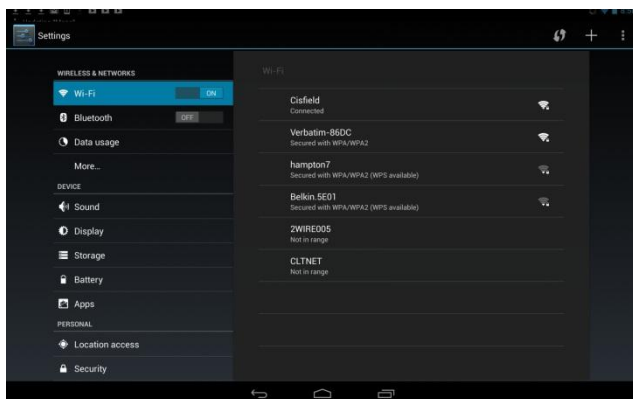 Settings
WIRELESS & NETWORKS
Wi-Fi ON
Bluetooth OFF
Data usage
More...
DEVICE
Sound
Display
Storage
Battery
Apps
PERSONAL
Location access
Security
Wi-Fi
Cisfield
Connected
Verbatim-86DC
Secured with WPA/WPA2
hampton7
Secured with WPA/WPA2 (WPS available)
Belkin.5E01
Secured with WPA/WPA2 (WPS available)
2WIRE005
Not in range
CLTNET
Not in range